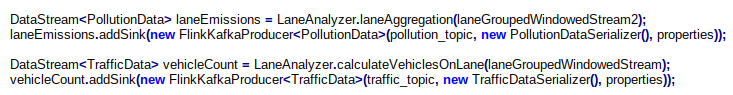 DataStream<PollutionData> laneEmissions = LaneAnalyzer.laneAggregation(laneGroupedWindowedStream2);
laneEmissions.addSink(new FlinkKafkaProducer<PollutionData>(pollution_topic, new PollutionDataSerializer(), properties));
DataStream<TrafficData> vehicleCount = LaneAnalyzer.calculateVehiclesOnLane(laneGroupedWindowedStream);
vehicleCount.addSink(new FlinkKafkaProducer<TrafficData>(traffic_topic, new TrafficDataSerializer(), properties));